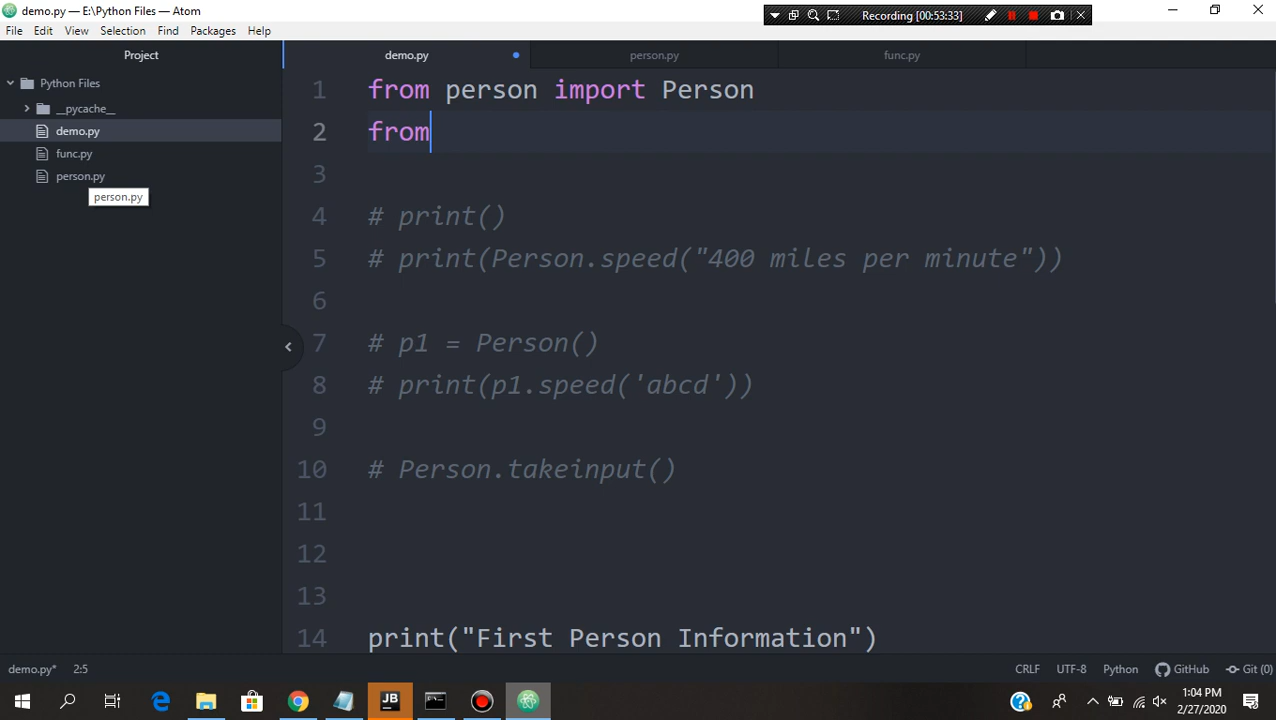 demo.py — E:\Python Files — Atom
Recording [00:53:33]
File Edit View Selection Find Packages Help
Project
demo.py
person.py
func.py
Python Files
__pycache__
demo.py
func.py
person.py
person.py
1 from person import Person
2 from
3
4 # print()
5 # print(Person.speed("400 miles per minute"))
6
7 # p1 = Person()
8 # print(p1.speed('abcd'))
9
10 # Person.takeinput()
11
12
13
14 print("First Person Information")
demo.py* 2:5 CRLF UTF-8 Python GitHub Git (0)
JB
1:04 PM
2/27/2020